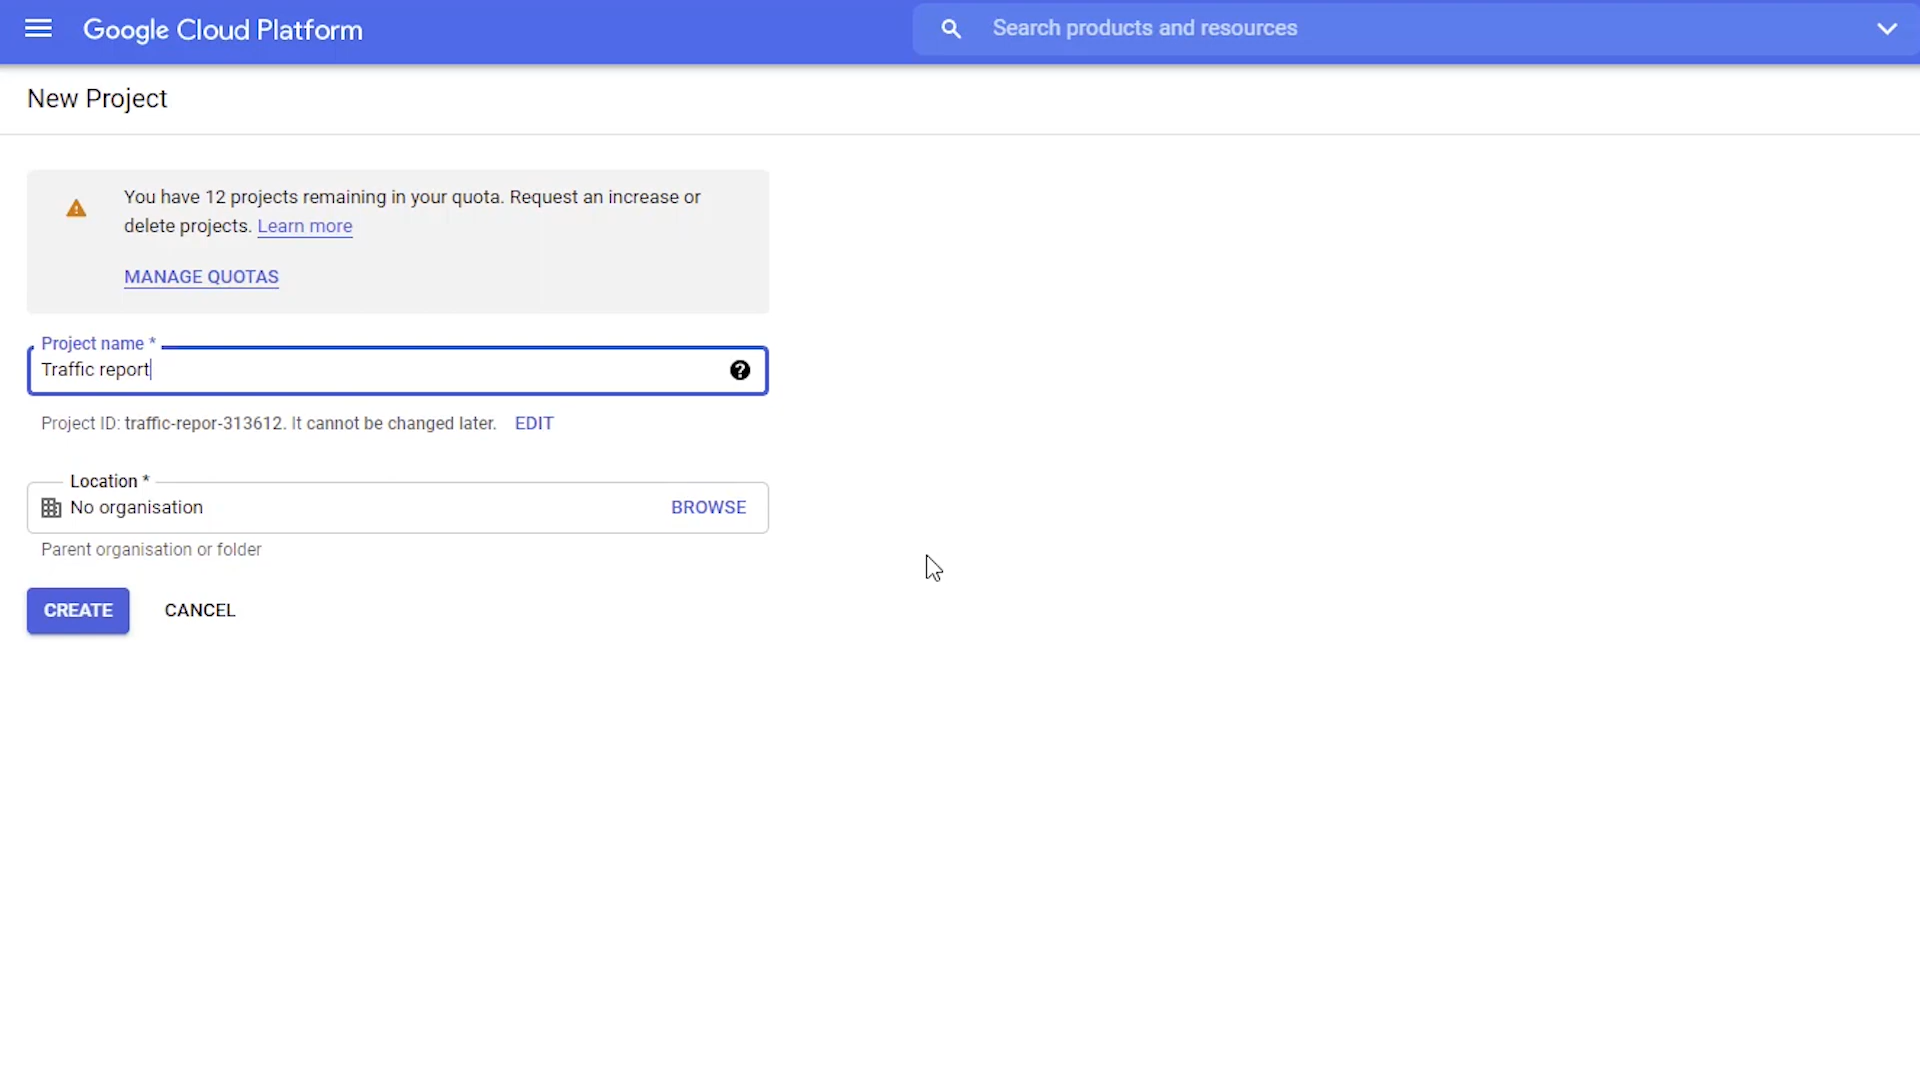 Google Cloud Platform
Search products and resources
New Project
You have 12 projects remaining in your quota. Request an increase or
delete projects. Learn more
MANAGE QUOTAS
Project name *
Traffic report
Project ID: traffic-repor-313612. It cannot be changed later. EDIT
Location *
No organisation BROWSE
Parent organisation or folder
CREATE CANCEL